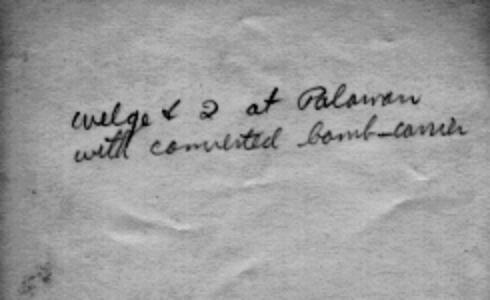 welge & 2 at Palawan
with converted bomb-carrier